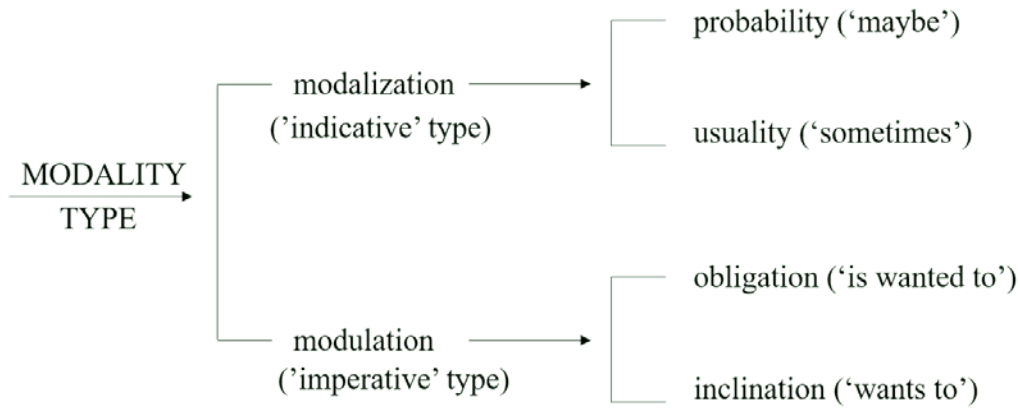 MODALITY
TYPE
modalization
(’indicative’ type)
probability (‘maybe’)
usuality (‘sometimes’)
modulation
(’imperative’ type)
obligation (‘is wanted to’)
inclination (‘wants to’)